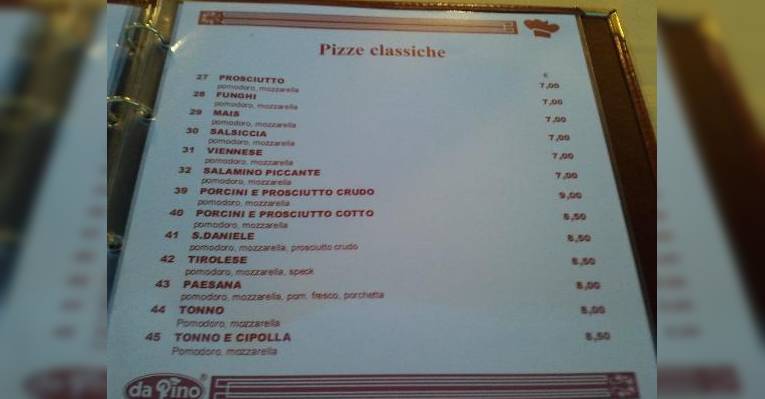 Pizze classiche
€
27 PROSCIUTTO 7,00
pomodoro, mozzarella
28 FUNGHI 7,00
pomodoro, mozzarella
29 MAIS 7,00
pomodoro, mozzarella
30 SALSICCIA 7,00
pomodoro, mozzarella
31 VIENNESE 7,00
pomodoro, mozzarella
32 SALAMINO PICCANTE 7,00
pomodoro, mozzarella
39 PORCINI E PROSCIUTTO CRUDO 9,00
pomodoro, mozzarella
40 PORCINI E PROSCIUTTO COTTO 8,50
pomodoro, mozzarella
41 S.DANIELE 8,50
pomodoro, mozzarella, prosciutto crudo
42 TIROLESE 8,50
pomodoro, mozzarella, speck
43 PAESANA 8,00
pomodoro, mozzarella, pom. fresco, porchetta
44 TONNO 8,00
Pomodoro, mozzarella
45 TONNO E CIPOLLA 8,50
Pomodoro, mozzarella
da Pino®